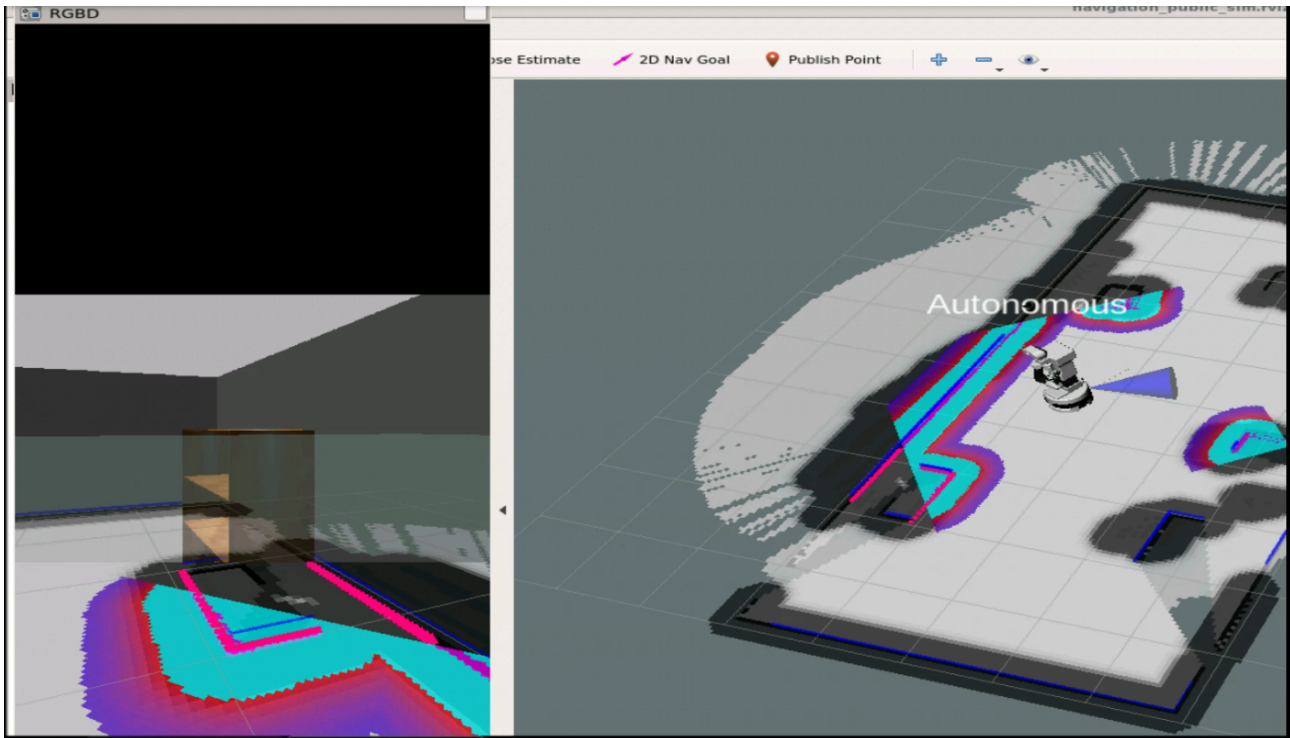 RGBD
navigation_public_sim.rviz
ose Estimate
2D Nav Goal
Publish Point
Autonomous